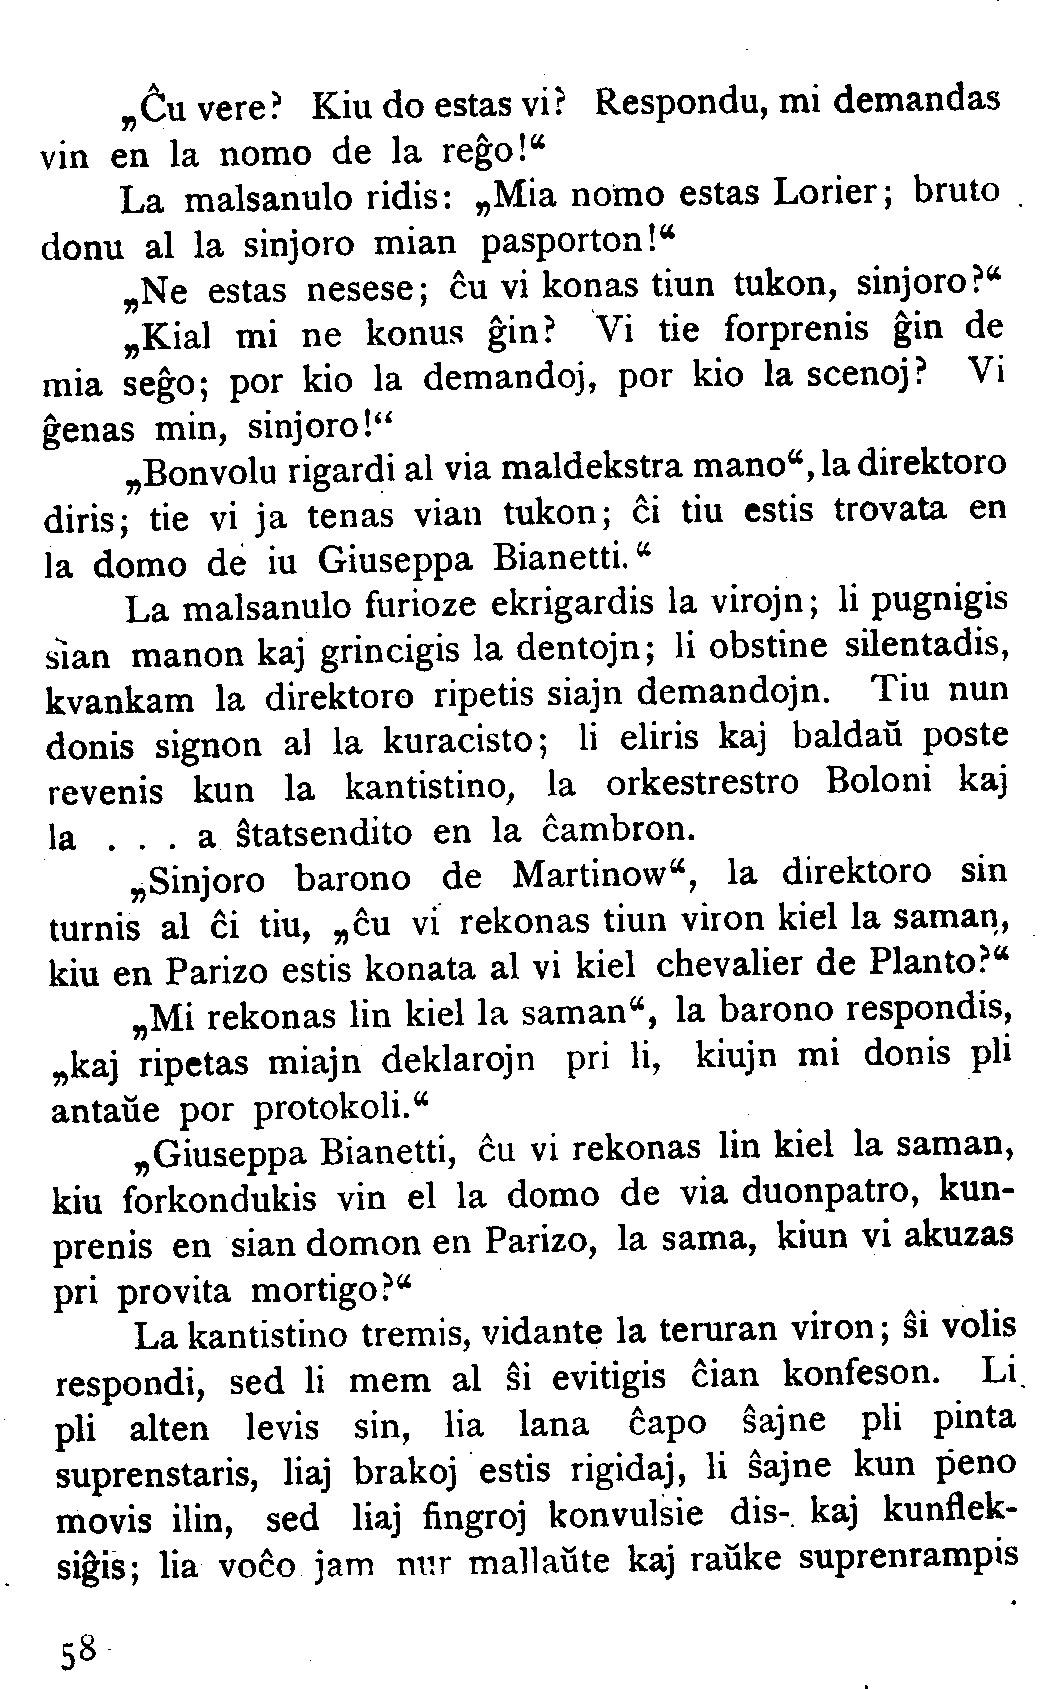 „Ĉu vere? Kiu do estas vi? Respondu, mi demandas
vin en la nomo de la reĝo!“
La malsanulo ridis: „Mia nomo estas Lorier; bruto
donu al la sinjoro mian pasporton!“
„Ne estas nesese; ĉu vi konas tiun tukon, sinjoro?“
„Kial mi ne konus ĝin? Vi tie forprenis ĝin de
mia seĝo; por kio la demandoj, por kio la scenoj? Vi
ĝenas min, sinjoro!“
„Bonvolu rigardi al via maldekstra mano“, la direktoro
diris; tie vi ja tenas vian tukon; ĉi tiu estis trovata en
la domo de iu Giuseppa Bianetti.“
La malsanulo furioze ekrigardis la virojn; li pugnigis
sian manon kaj grincigis la dentojn; li obstine silentadis,
kvankam la direktoro ripetis siajn demandojn. Tiu nun
donis signon al la kuracisto; li eliris kaj baldaŭ poste
revenis kun la kantistino, la orkestrestro Boloni kaj
la . . . a ŝtatsendito en la ĉambron.
„Sinjoro barono de Martinow“, la direktoro sin
turnis al ĉi tiu, „ĉu vi rekonas tiun viron kiel la saman,
kiu en Parizo estis konata al vi kiel chevalier de Planto?“
„Mi rekonas lin kiel la saman“, la barono respondis,
„kaj ripetas miajn deklarojn pri li, kiujn mi donis pli
antaŭe por protokoli.“
„Giuseppa Bianetti, ĉu vi rekonas lin kiel la saman,
kiu forkondukis vin el la domo de via duonpatro, kun-
prenis en sian domon en Parizo, la sama, kiun vi akuzas
pri provita mortigo?“
La kantistino tremis, vidante la teruran viron; ŝi volis
respondi, sed li mem al ŝi evitigis ĉian konfeson. Li
pli alten levis sin, lia lana ĉapo ŝajne pli pinta
suprenstaris, liaj brakoj estis rigidaj, li ŝajne kun peno
movis ilin, sed liaj fingroj konvulsie dis- kaj kunflek-
siĝis; lia voĉo jam nur mallaŭte kaj raŭke suprenrampis
58